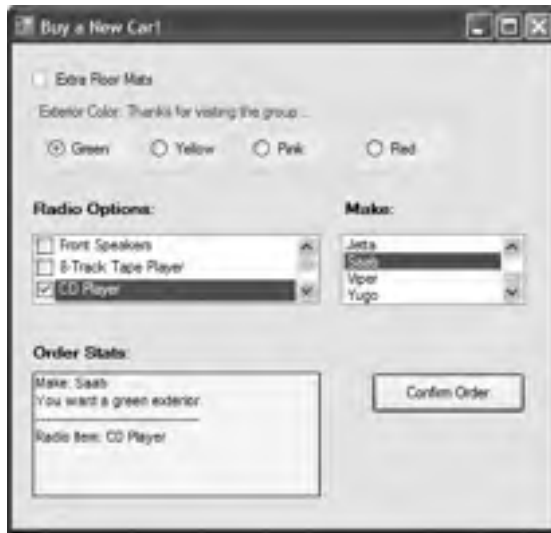 Buy a New Car!
Extra Floor Mats
Exterior Color: Thanks for visiting the group...
Green Yellow Pink Red
Radio Options: Make:
Front Speakers
8-Track Tape Player
CD Player
Jetta
Saab
Viper
Yugo
Order Stats:
Make: Saab
You want a green exterior.
------------------------------
Radio Item: CD Player
Confirm Order